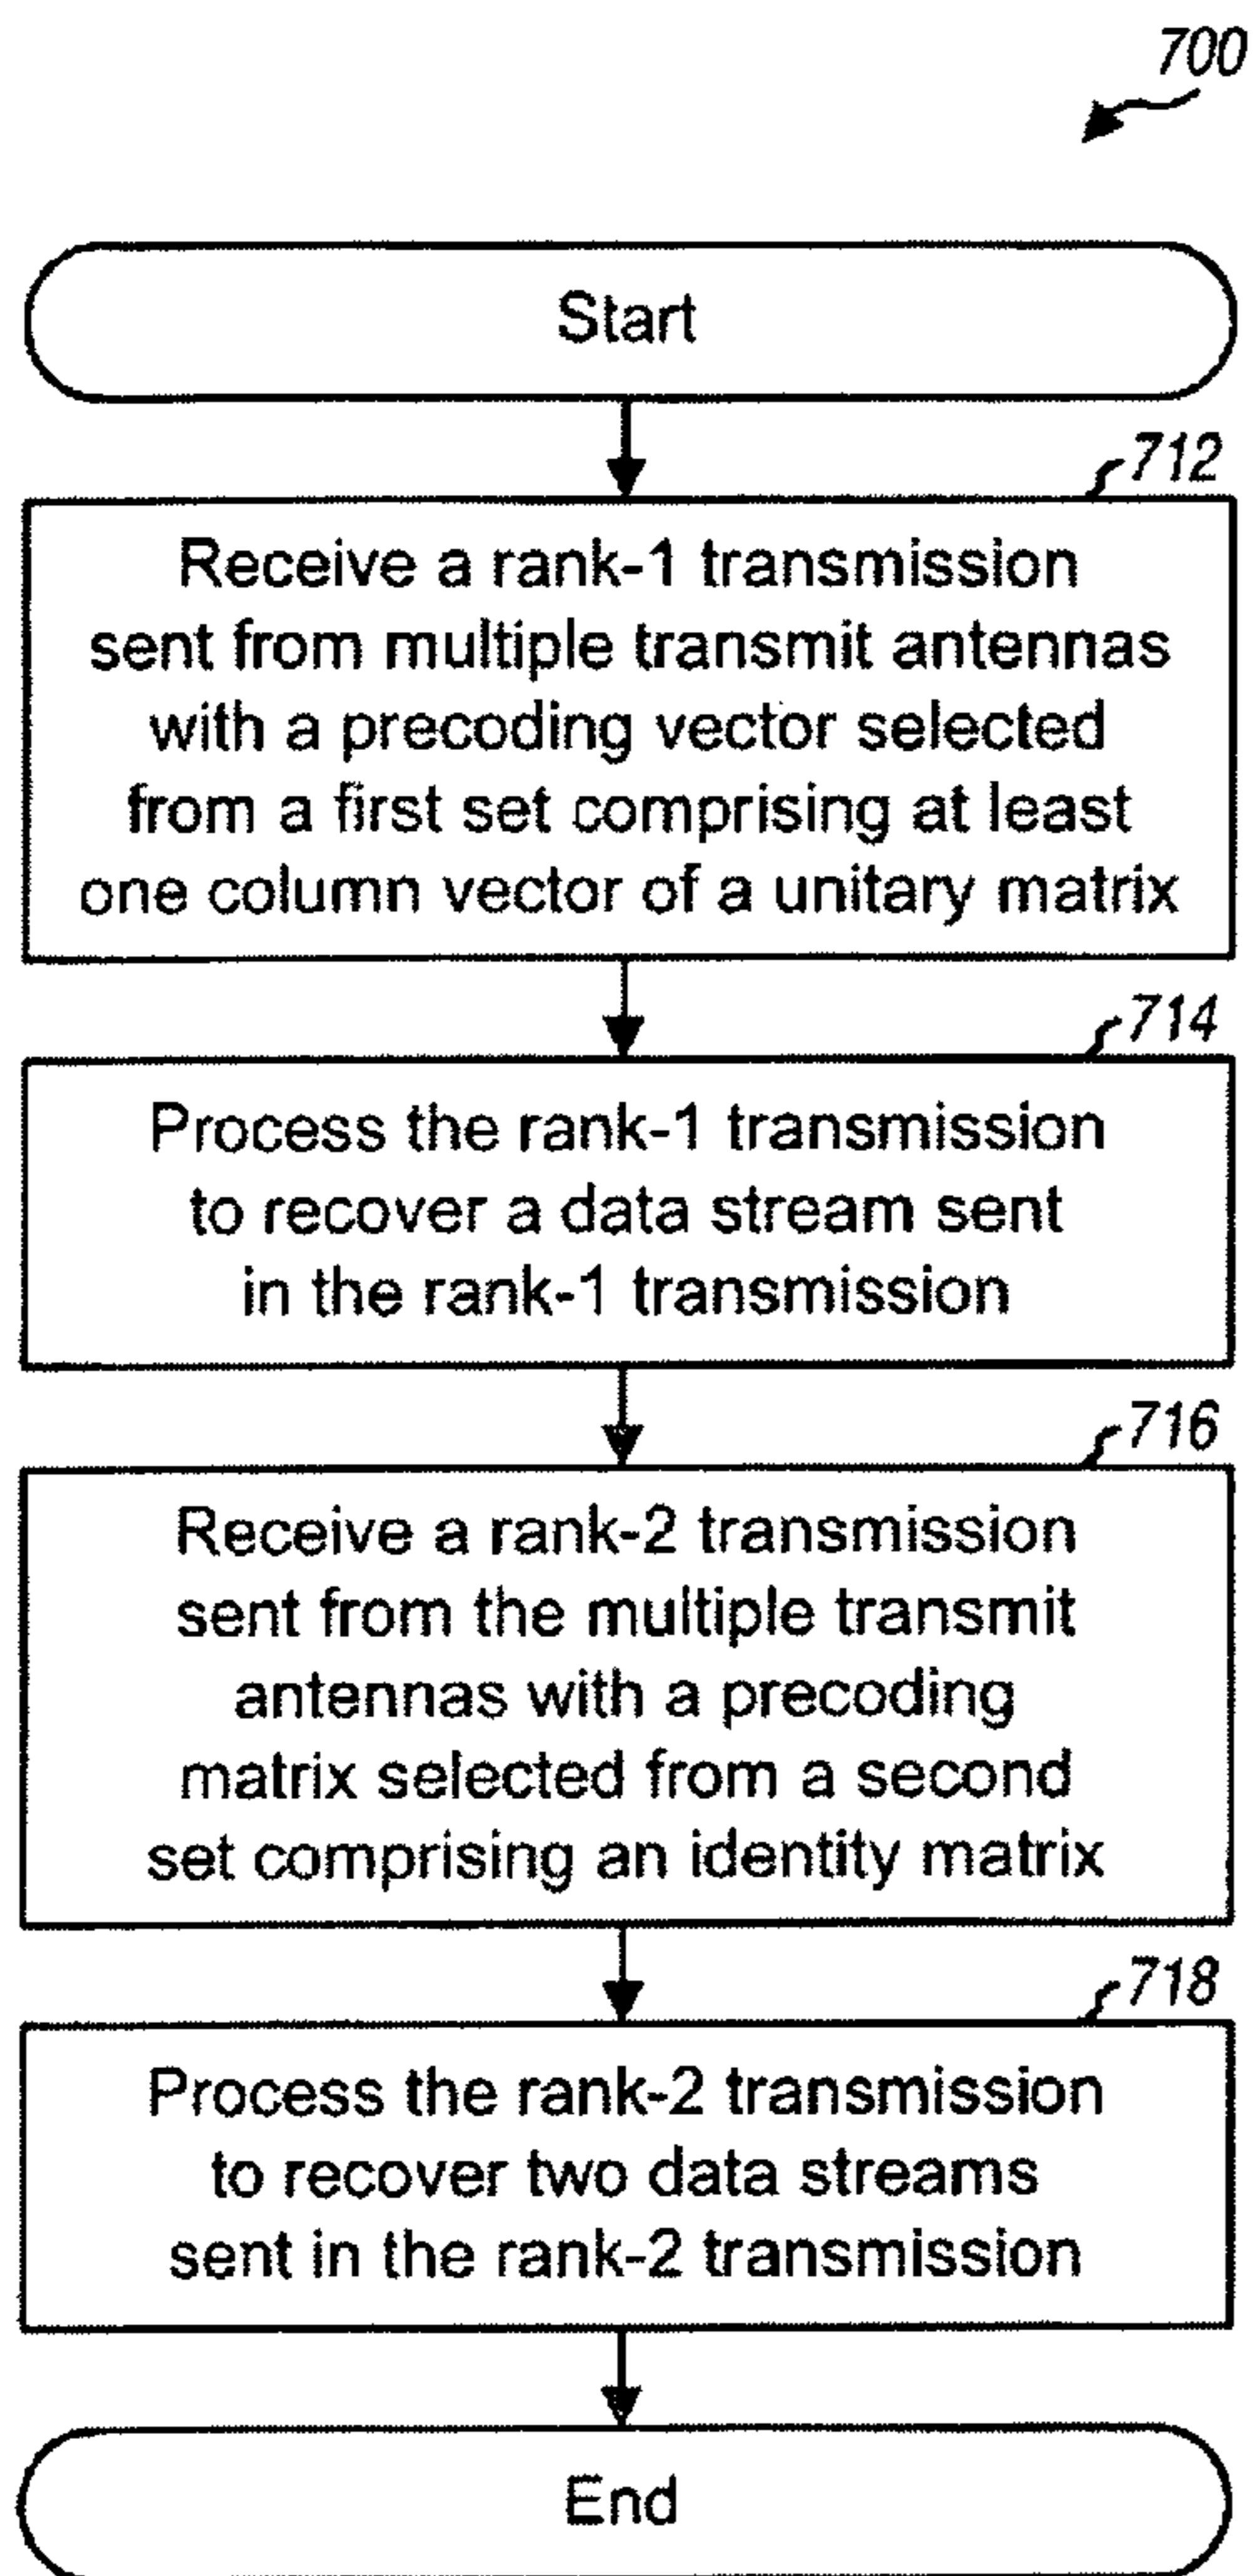 700
Start
712
Receive a rank-1 transmission
sent from multiple transmit antennas
with a precoding vector selected
from a first set comprising at least
one column vector of a unitary matrix
714
Process the rank-1 transmission
to recover a data stream sent
in the rank-1 transmission
716
Receive a rank-2 transmission
sent from the multiple transmit
antennas with a precoding
matrix selected from a second
set comprising an identity matrix
718
Process the rank-2 transmission
to recover two data streams
sent in the rank-2 transmission
End